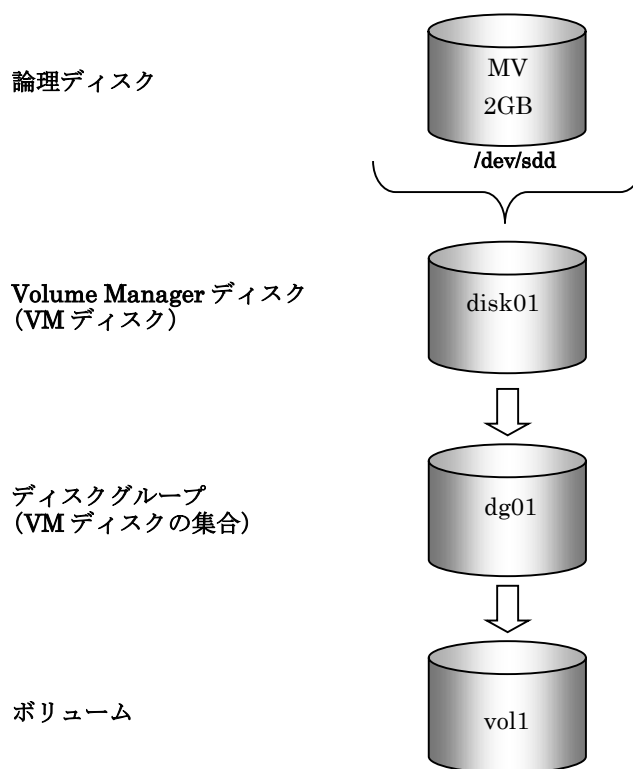 論理ディスク
MV
2GB
/dev/sdd
Volume Manager ディスク
（VM ディスク）
disk01
ディスクグループ
（VM ディスクの集合）
dg01
ボリューム
vol1